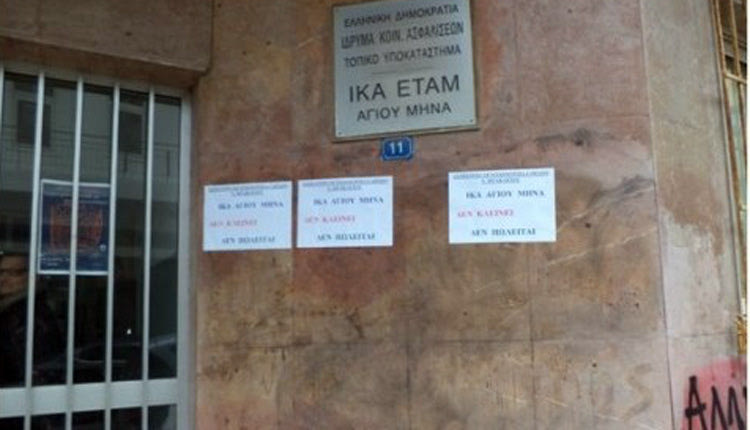 ΕΛΛΗΝΙΚΗ ΔΗΜΟΚΡΑΤΙΑ
ΙΔΡΥΜΑ ΚΟΙΝ. ΑΣΦΑΛΙΣΕΩΝ
ΤΟΠΙΚΟ ΥΠΟΚΑΤΑΣΤΗΜΑ
ΙΚΑ ΕΤΑΜ
ΑΓΙΟΥ ΜΗΝΑ
11
ΙΚΑ ΑΓΙΟΥ ΜΗΝΑ
ΔΕΝ ΚΛΕΙΝΕΙ
ΔΕΝ ΠΩΛΕΙΤΑΙ
ΙΚΑ ΑΓΙΟΥ ΜΗΝΑ
ΔΕΝ ΚΛΕΙΝΕΙ
ΔΕΝ ΠΩΛΕΙΤΑΙ
ΙΚΑ ΑΓΙΟΥ ΜΗΝΑ
ΔΕΝ ΚΛΕΙΝΕΙ
ΔΕΝ ΠΩΛΕΙΤΑΙ